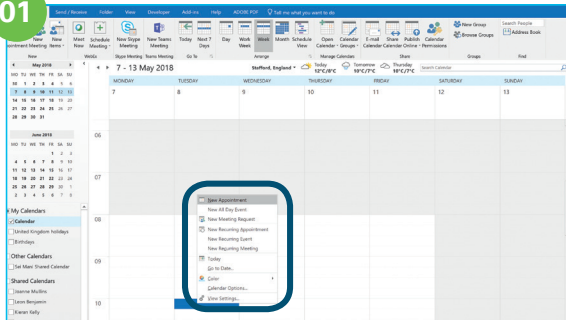 01
Send / Receive Folder View Developer Add-ins Help ADOBE PDF Tell me what you want to do
New Appointment
New Meeting
New Items
Meet Now
Schedule Meeting
New Skype Meeting
New Teams Meeting
Today
Next 7 Days
Day
Work Week
Week
Month
Schedule View
Open Calendar
Calendar Groups
E-mail Calendar
Share Calendar
Publish Online
Calendar Permissions
New Group
Browse Groups
Search People
Address Book
New WebEx Skype Meeting Teams Meeting Go To Arrange Manage Calendars Share Groups Find
May 2018
MO TU WE TH FR SA SU
30 1 2 3 4 5 6
7 8 9 10 11 12 13
14 15 16 17 18 19 20
21 22 23 24 25 26 27
28 29 30 31
June 2018
MO TU WE TH FR SA SU
1 2 3
4 5 6 7 8 9 10
11 12 13 14 15 16 17
18 19 20 21 22 23 24
25 26 27 28 29 30 1
2 3 4 5 6 7 8
My Calendars
Calendar
United Kingdom holidays
Birthdays
Other Calendars
Sai Mani Shared Calendar
Shared Calendars
Joanne Mullins
Leon Benjamin
Kieran Kelly
7 - 13 May 2018
Stafford, England
Today 12°C/8°C
Tomorrow 10°C/7°C
Thursday 10°C/7°C
Search Calendar
MONDAY TUESDAY WEDNESDAY THURSDAY FRIDAY SATURDAY SUNDAY
7 8 9 10 11 12 13
06
07
08
09
10
New Appointment
New All Day Event
New Meeting Request
New Recurring Appointment
New Recurring Event
New Recurring Meeting
Today
Go to Date...
Color
Calendar Options...
View Settings...